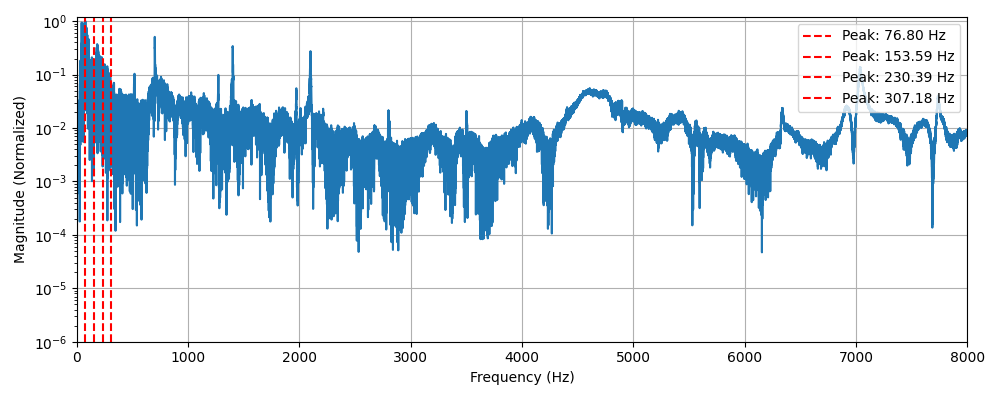 Magnitude (Normalized)
10⁰
10⁻¹
10⁻²
10⁻³
10⁻⁴
10⁻⁵
10⁻⁶
Peak: 76.80 Hz
Peak: 153.59 Hz
Peak: 230.39 Hz
Peak: 307.18 Hz
0 1000 2000 3000 4000 5000 6000 7000 8000
Frequency (Hz)